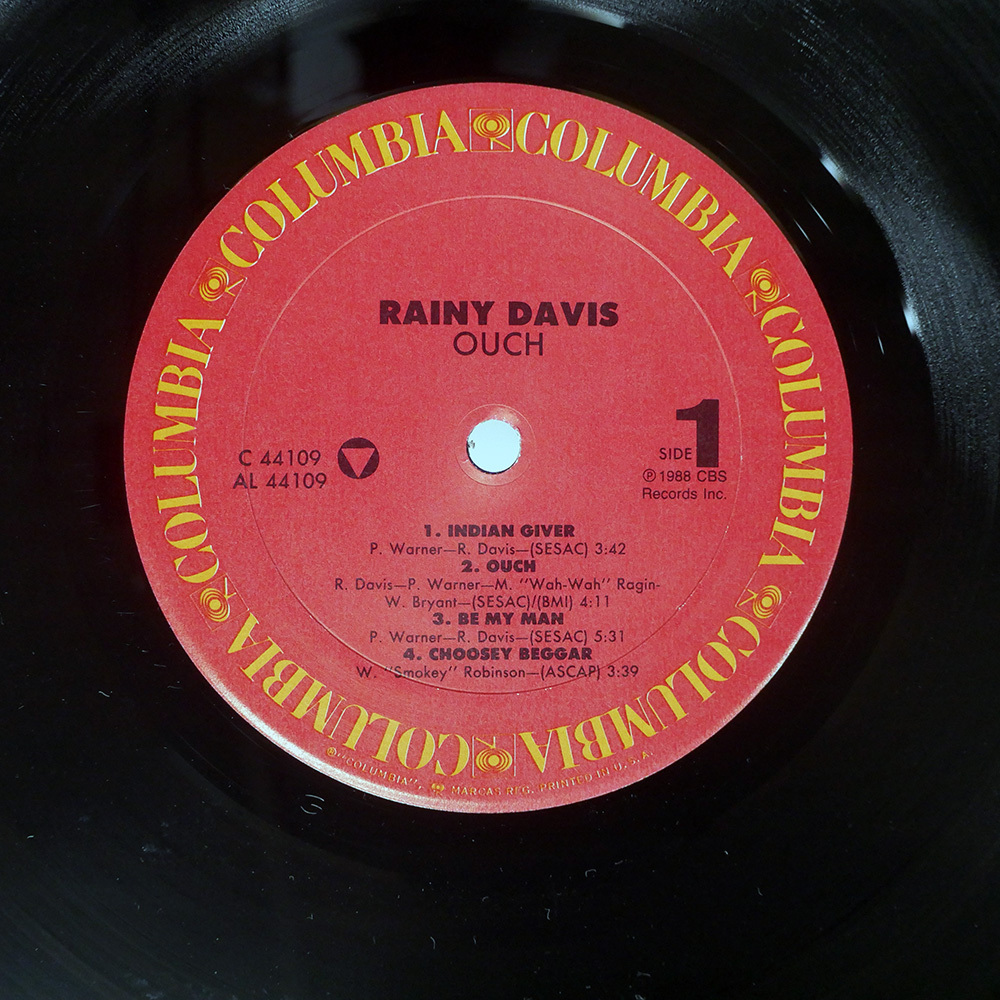 COLUMBIA COLUMBIA COLUMBIA COLUMBIA COLUMBIA COLUMBIA COLUMBIA COLUMBIA
RAINY DAVIS
OUCH
C 44109
AL 44109
SIDE 1
℗ 1988 CBS
Records Inc.
1. INDIAN GIVER
P. Warner—R. Davis—(SESAC) 3:42
2. OUCH
R. Davis—P. Warner—M. "Wah-Wah" Ragin-
W. Bryant—(SESAC)/(BMI) 4:11
3. BE MY MAN
P. Warner—R. Davis—(SESAC) 5:31
4. CHOOSEY BEGGAR
W. "Smokey" Robinson—(ASCAP) 3:39
® "COLUMBIA", MARCAS REG. PRINTED IN U.S.A.